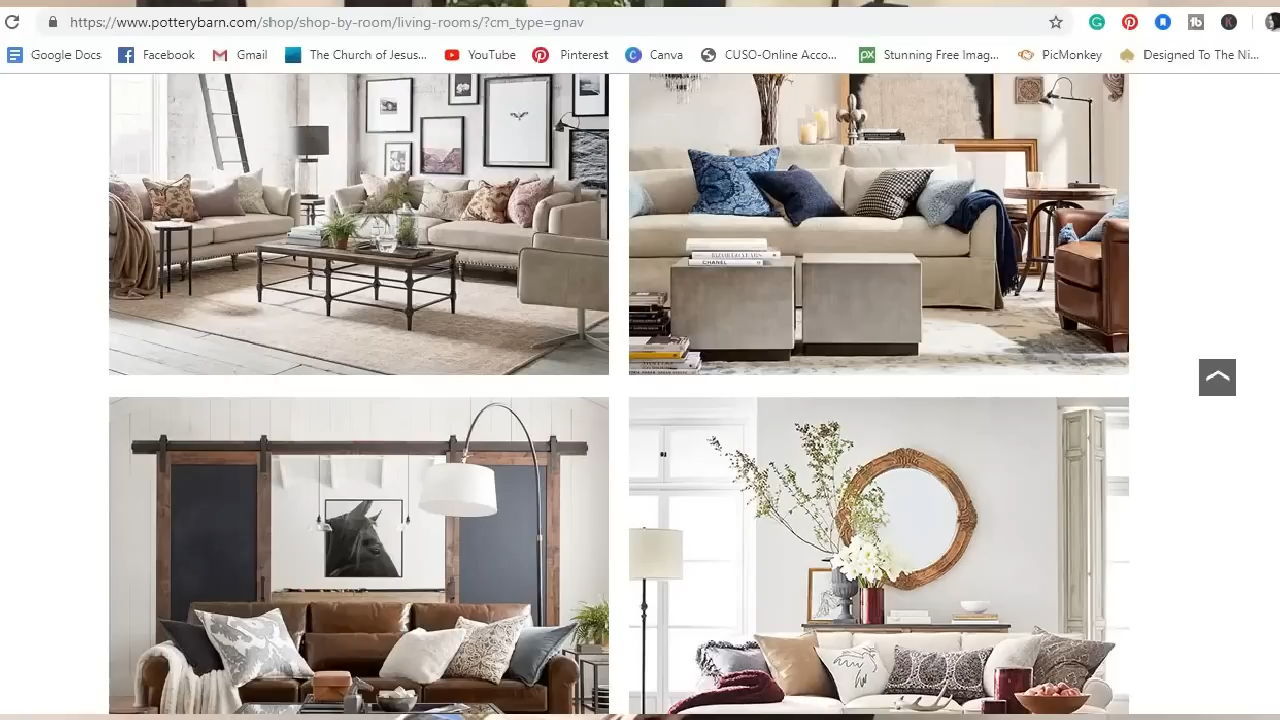 https://www.potterybarn.com/shop/shop-by-room/living-rooms/?cm_type=gnav
Google Docs Facebook Gmail The Church of Jesus... YouTube Pinterest Canva CUSO-Online Acco... Stunning Free Imag... PicMonkey Designed To The Ni...
CHANEL